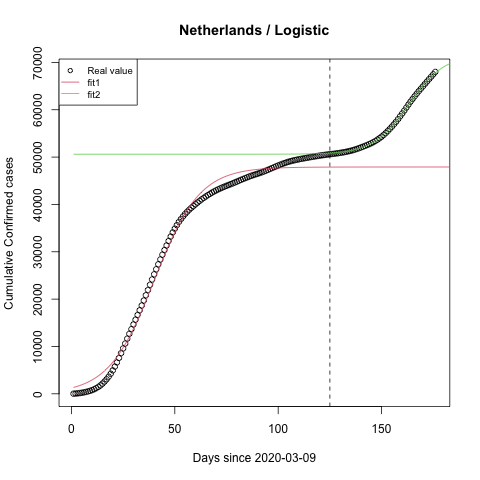 Netherlands / Logistic
Real value
fit1
fit2
Cumulative Confirmed cases
70000
60000
50000
40000
30000
20000
10000
0
0 50 100 150
Days since 2020-03-09